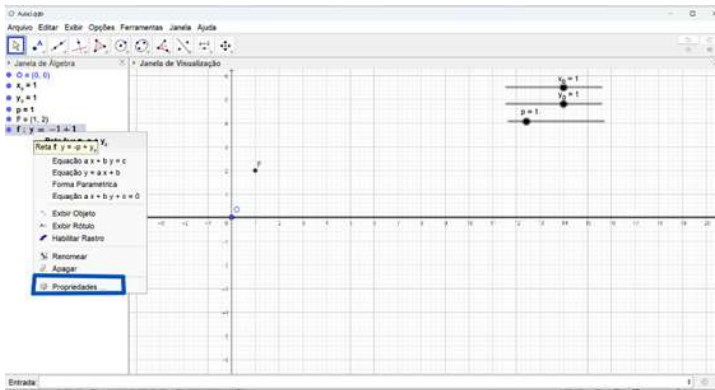 Arquivo Editar Exibir Opções Ferramentas Janela Ajuda
Janela de Álgebra
Janela de Visualização
O = (0, 0)
x₀ = 1
y₀ = 1
p = 1
F = (1, 2)
f : y = −1 + 1
Reta f: y = -p + y₀
Equação a x + b y = c
Equação y = a x + b
Forma Paramétrica
Equação a x + b y + c = 0
Exibir Objeto
Exibir Rótulo
Habilitar Rastro
Renomear
Apagar
Propriedades ...
x₀ = 1
y₀ = 1
p = 1
F
O
Entrada: